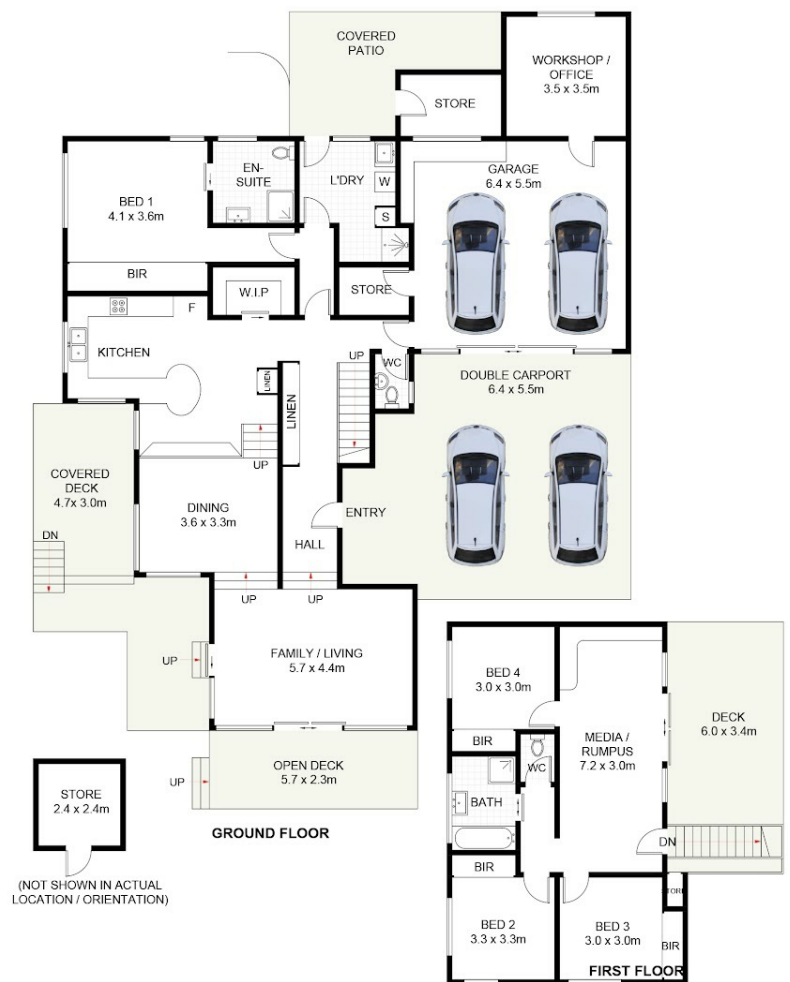 COVERED
PATIO
WORKSHOP /
OFFICE
3.5 x 3.5m
STORE
EN-
SUITE
L'DRY
W
S
GARAGE
6.4 x 5.5m
BED 1
4.1 x 3.6m
BIR
W.I.P
STORE
F
KITCHEN
LINEN
LINEN
UP
WC
DOUBLE CARPORT
6.4 x 5.5m
UP
COVERED
DECK
4.7x 3.0m
DN
DINING
3.6 x 3.3m
ENTRY
HALL
UP
UP
UP
FAMILY / LIVING
5.7 x 4.4m
UP
OPEN DECK
5.7 x 2.3m
GROUND FLOOR
STORE
2.4 x 2.4m
(NOT SHOWN IN ACTUAL
LOCATION / ORIENTATION)
BED 4
3.0 x 3.0m
BIR
WC
MEDIA /
RUMPUS
7.2 x 3.0m
DECK
6.0 x 3.4m
BATH
DN
BIR
STORE
BED 2
3.3 x 3.3m
BED 3
3.0 x 3.0m
BIR
FIRST FLOOR